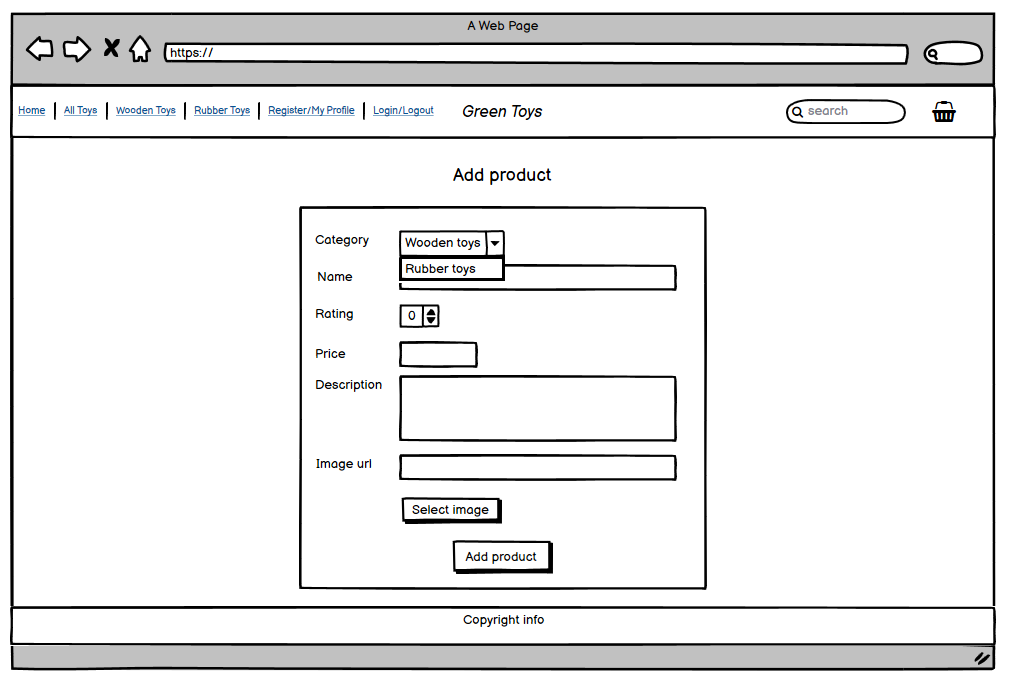 A Web Page
https://
Home All Toys Wooden Toys Rubber Toys Register/My Profile Login/Logout Green Toys search
Add product
Category Wooden toys
Rubber toys
Name
Rating 0
Price
Description
Image url
Select image
Add product
Copyright info